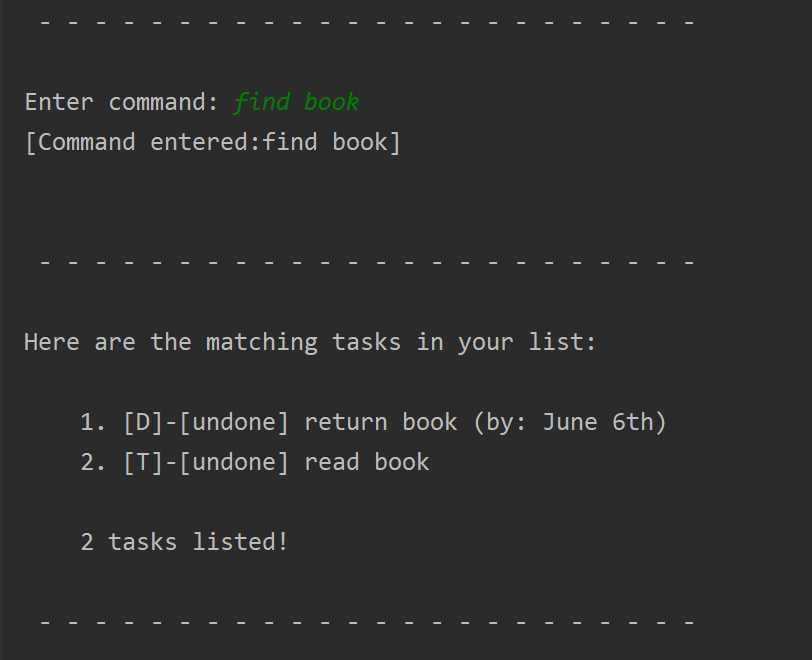 - - - - - - - - - - - - - - - - - - - - - - - -
Enter command: find book
[Command entered:find book]
- - - - - - - - - - - - - - - - - - - - - - - -
Here are the matching tasks in your list:
1. [D]-[undone] return book (by: June 6th)
2. [T]-[undone] read book
2 tasks listed!
- - - - - - - - - - - - - - - - - - - - - - - -